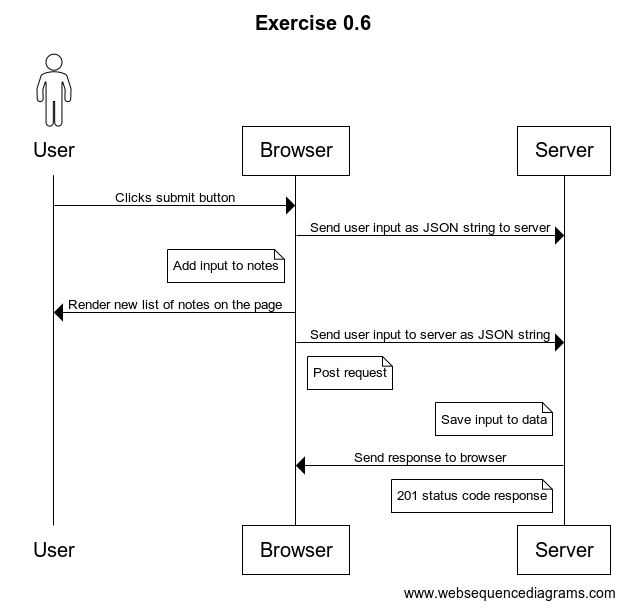 Exercise 0.6
User
Browser
Server
Clicks submit button
Send user input as JSON string to server
Add input to notes
Render new list of notes on the page
Send user input to server as JSON string
Post request
Save input to data
Send response to browser
201 status code response
User
Browser
Server
www.websequencediagrams.com